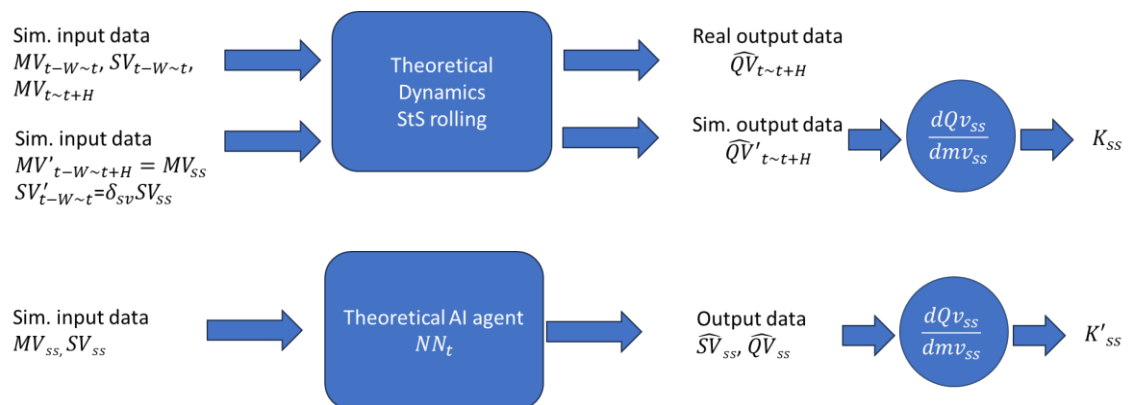 Sim. input data
𝑀𝑉_{𝑡−𝑊~𝑡}, 𝑆𝑉_{𝑡−𝑊~𝑡},
𝑀𝑉_{𝑡~𝑡+𝐻}
Theoretical
Dynamics
StS rolling
Real output data
\widehat{QV}_{t~t+H}
Sim. input data
𝑀𝑉'_{𝑡−𝑊~𝑡+𝐻} = 𝑀𝑉_{𝑠𝑠}
𝑆𝑉'_{𝑡−𝑊~𝑡}=𝛿_{𝑠𝑣}𝑆𝑉_{𝑠𝑠}
Sim. output data
\widehat{QV}'_{t~t+H}
dQv_{ss}
dmv_{ss}
K_{ss}
Sim. input data
𝑀𝑉_{𝑠𝑠,} 𝑆𝑉_{𝑠𝑠}
Theoretical AI agent
NN_{t}
Output data
\widehat{SV}_{ss}, \widehat{QV}_{ss}
dQv_{ss}
dmv_{ss}
K'_{ss}